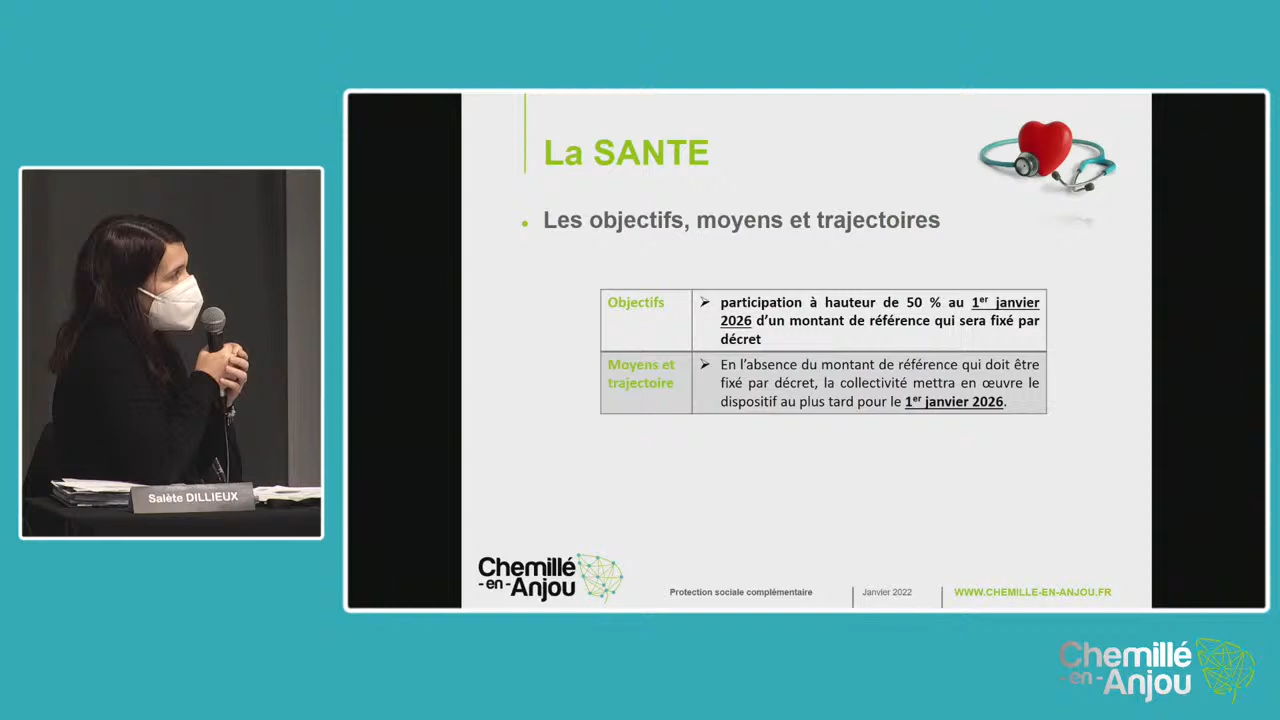 La SANTE
• Les objectifs, moyens et trajectoires
Objectifs
➢ participation à hauteur de 50 % au 1er janvier
2026 d'un montant de référence qui sera fixé par
décret
Moyens et
trajectoire
➢ En l'absence du montant de référence qui doit être
fixé par décret, la collectivité mettra en œuvre le
dispositif au plus tard pour le 1er janvier 2026.
Salète DILLIEUX
Chemillé
-en-Anjou
Protection sociale complémentaire
Janvier 2022
WWW.CHEMILLE-EN-ANJOU.FR
Chemillé
-en-Anjou